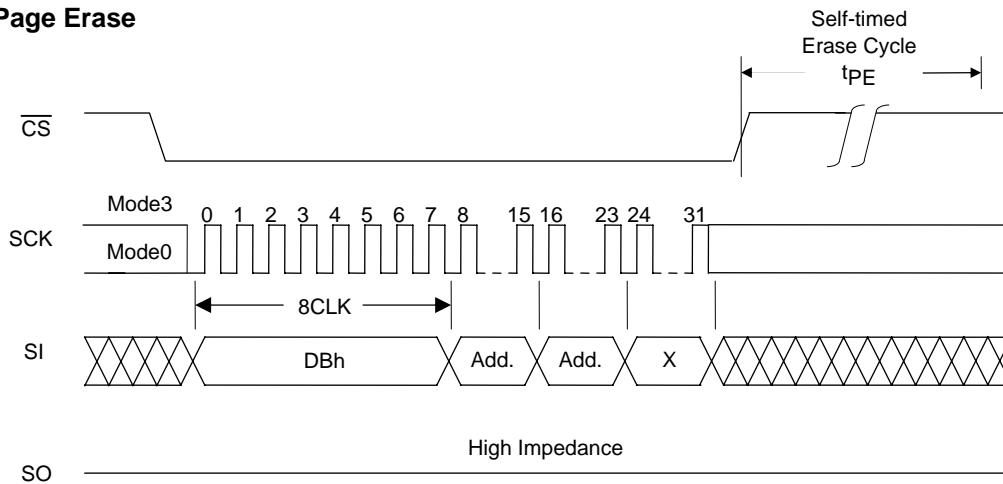 Page Erase
Self-timed
Erase Cycle
tPE
CS
Mode3
0 1 2 3 4 5 6 7 8 15 16 23 24 31
SCK
Mode0
8CLK
SI
DBh Add. Add. X
High Impedance
SO